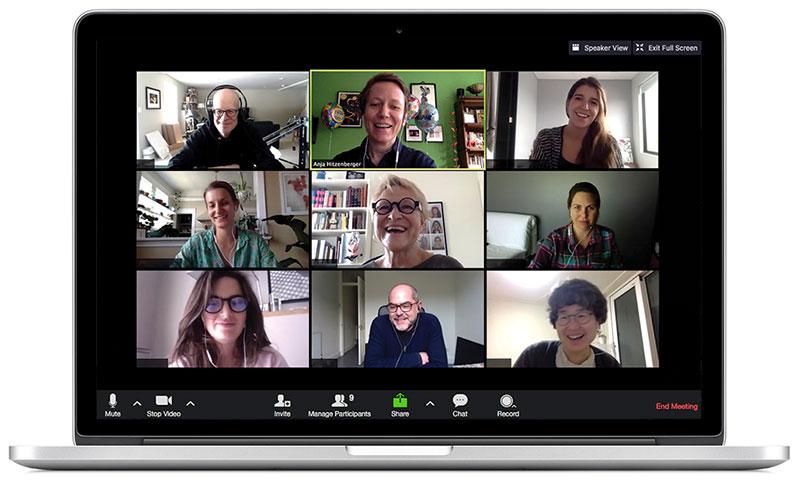 Speaker View
Exit Full Screen
Anja Hitzenberger
9
Mute
Stop Video
Invite
Manage Participants
Share
Chat
Record
End Meeting